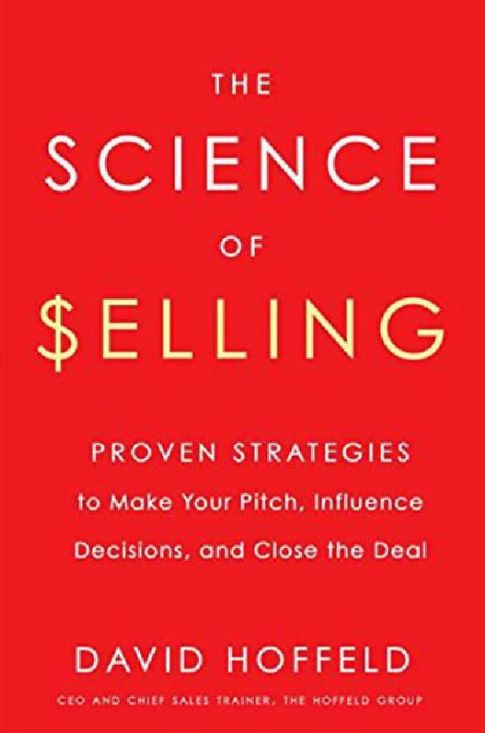 THE
SCIENCE
OF
$ELLING
PROVEN STRATEGIES
to Make Your Pitch, Influence
Decisions, and Close the Deal
DAVID HOFFELD
CEO AND CHIEF SALES TRAINER, THE HOFFELD GROUP